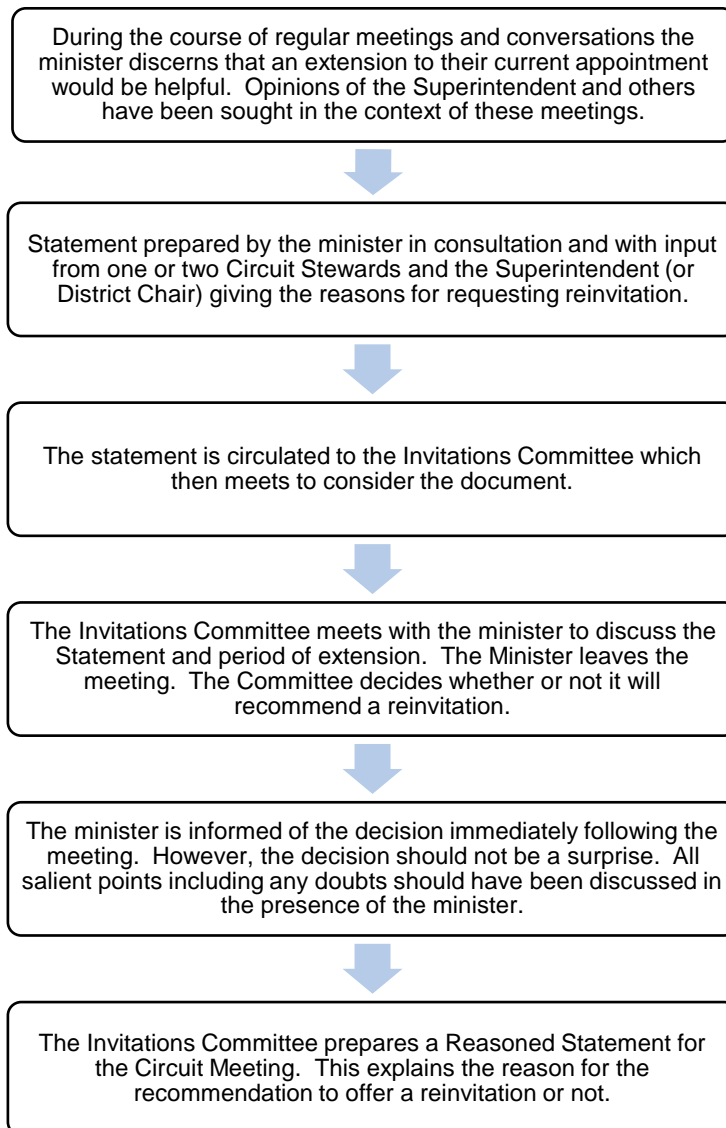 During the course of regular meetings and conversations the
minister discerns that an extension to their current appointment
would be helpful.  Opinions of the Superintendent and others
have been sought in the context of these meetings.
Statement prepared by the minister in consultation and with input
from one or two Circuit Stewards and the Superintendent (or
District Chair) giving the reasons for requesting reinvitation.
The statement is circulated to the Invitations Committee which
then meets to consider the document.
The Invitations Committee meets with the minister to discuss the
Statement and period of extension.  The Minister leaves the
meeting.  The Committee decides whether or not it will
recommend a reinvitation.
The minister is informed of the decision immediately following the
meeting.  However, the decision should not be a surprise.  All
salient points including any doubts should have been discussed in
the presence of the minister.
The Invitations Committee prepares a Reasoned Statement for
the Circuit Meeting.  This explains the reason for the
recommendation to offer a reinvitation or not.